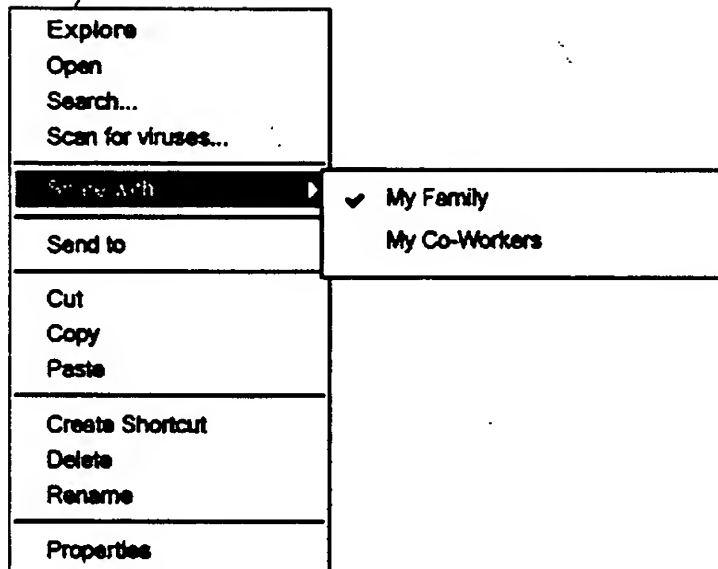 Explore
Open
Search...
Scan for viruses...
with
My Family
My Co-Workers
Send to
Cut
Copy
Paste
Create Shortcut
Delete
Rename
Properties